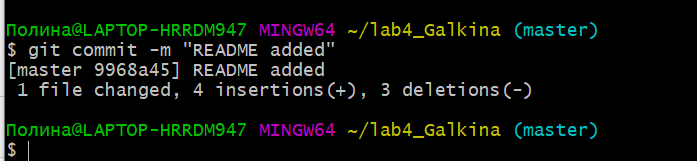 Полина@LAPTOP-HRRDM947 MINGW64 ~/lab4_Galkina (master)
$ git commit -m "README added"
[master 9968a45] README added
 1 file changed, 4 insertions(+), 3 deletions(-)
Полина@LAPTOP-HRRDM947 MINGW64 ~/lab4_Galkina (master)
$